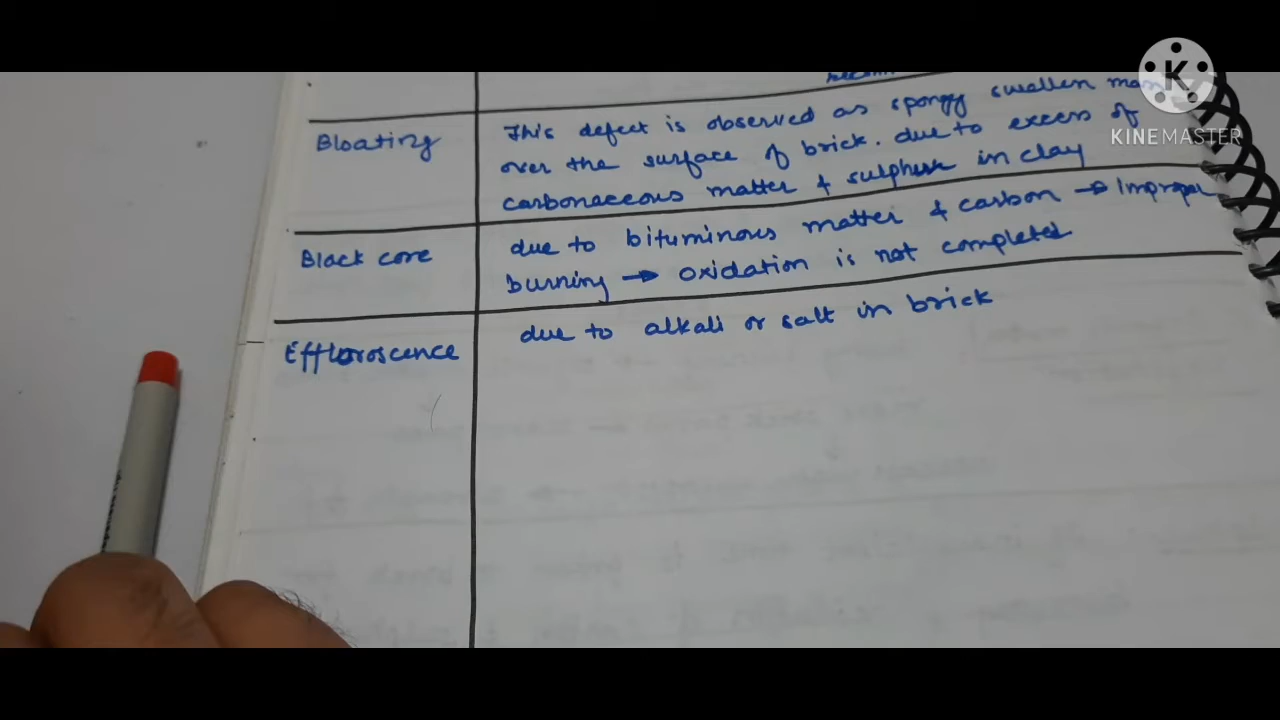 Bloating
This defect is observed as spongy swollen mass
over the surface of brick. due to excess of
carbonaceous matter & sulphur in clay
Black core
due to bituminous matter & carbon → Improper
burning → oxidation is not completed
Effloroscence
due to alkali or salt in brick
K
KINEMASTER